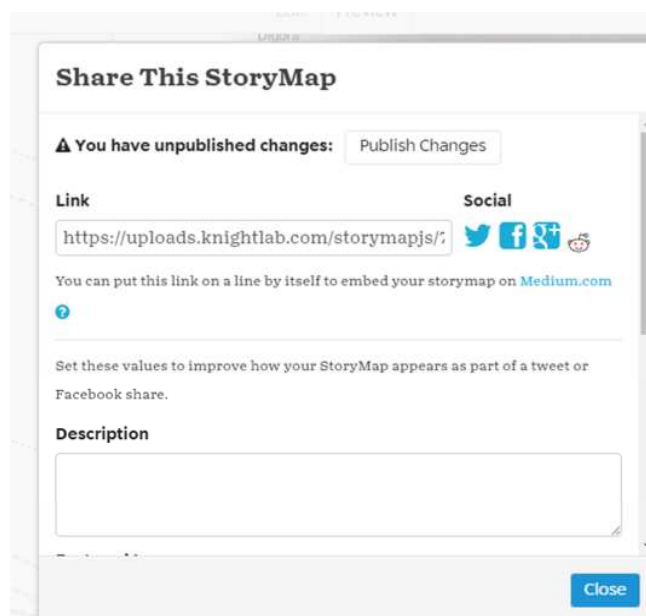 Share This StoryMap
You have unpublished changes: Publish Changes
Link Social
https://uploads.knightlab.com/storymapjs/
You can put this link on a line by itself to embed your storymap on Medium.com
Set these values to improve how your StoryMap appears as part of a tweet or
Facebook share.
Description
Close